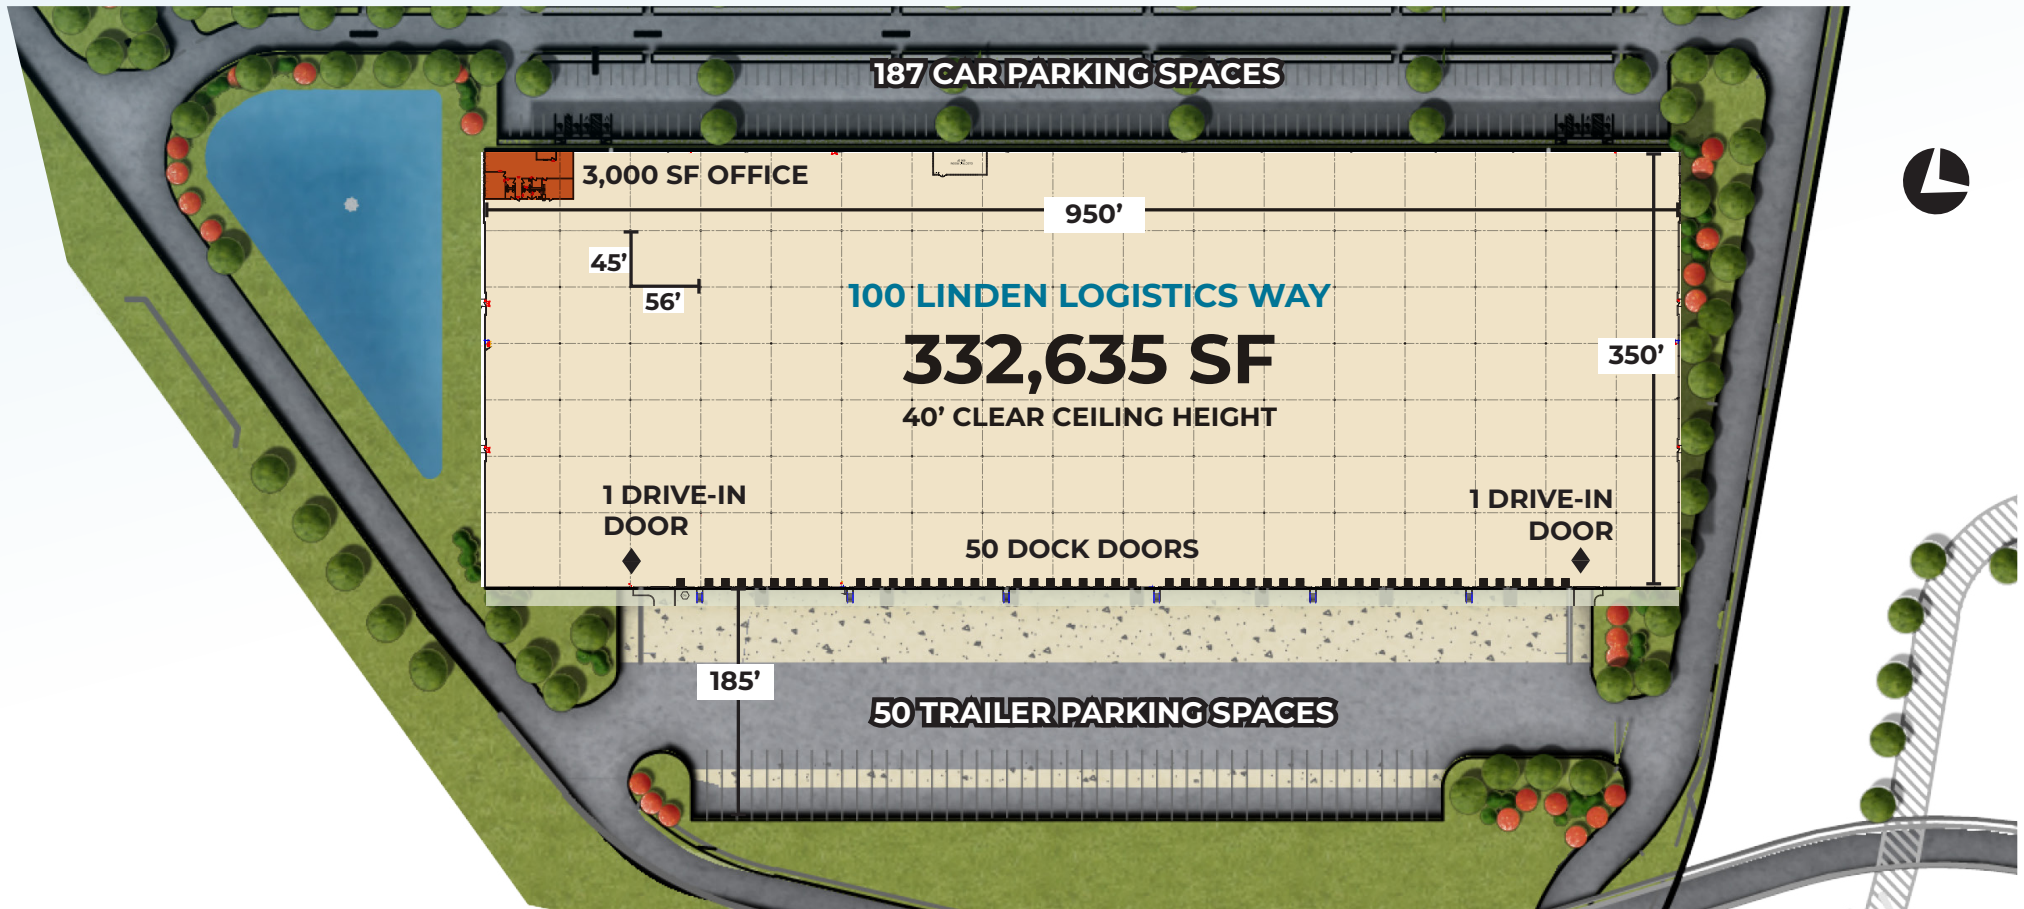 187 CAR PARKING SPACES
3,000 SF OFFICE
950’
45’
56’
100 LINDEN LOGISTICS WAY
332,635 SF
350’
40’ CLEAR CEILING HEIGHT
1 DRIVE-IN
DOOR
1 DRIVE-IN
DOOR
50 DOCK DOORS
185’
50 TRAILER PARKING SPACES